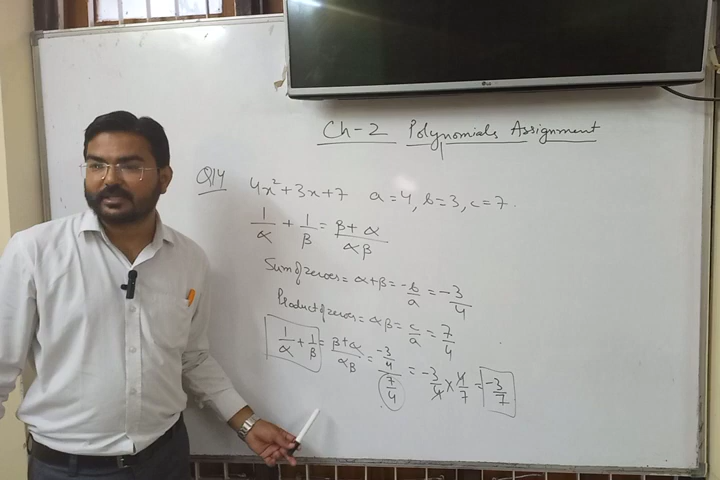 LG
Ch-2 Polynomials Assignment
Q14 4x²+3x+7 a=4, b=3, c=7.
1/α + 1/β = β+α/αβ
Sum of zeroes = α+β = -b/a = -3/4
Product of zeroes = αβ = c/a = 7/4
1/α + 1/β = β+α/αβ = -3/4 / 7/4 = -3/4 × 4/7 = -3/7